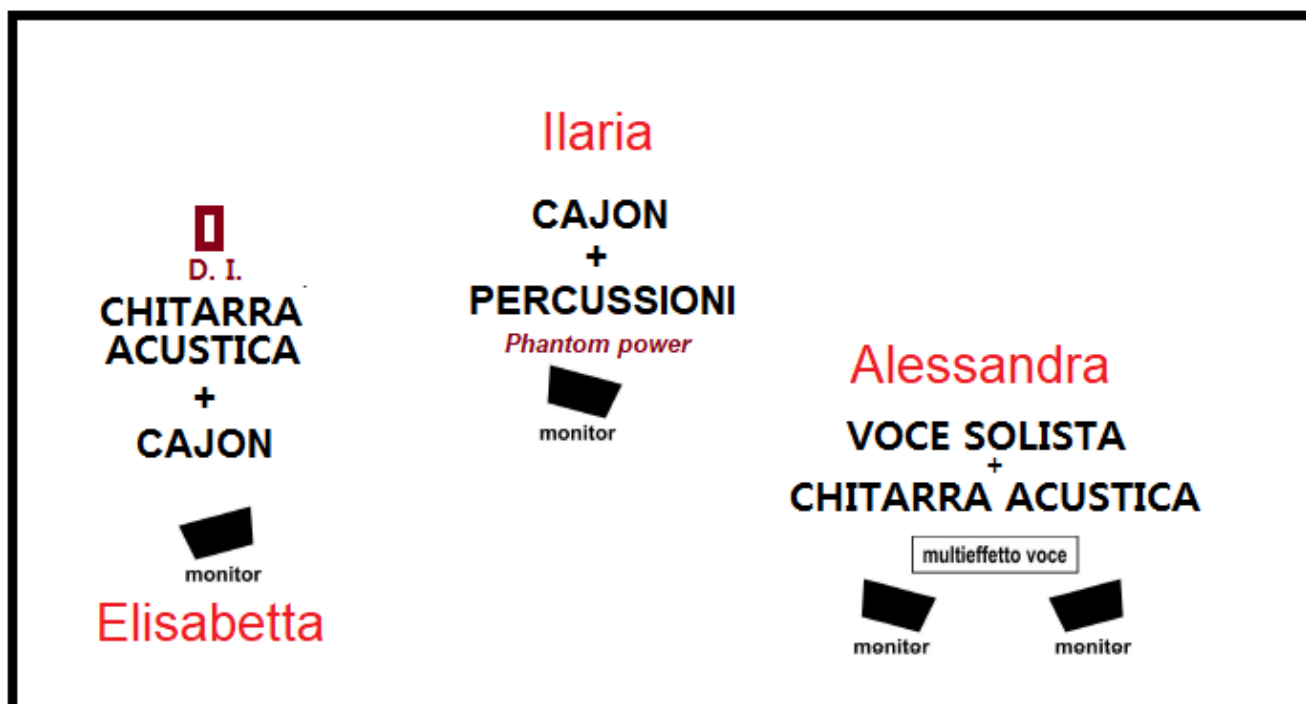 Ilaria
CAJON
+
PERCUSSIONI
Phantom power
monitor
D. I.
CHITARRA
ACUSTICA
+
CAJON
monitor
Elisabetta
Alessandra
VOCE SOLISTA
+
CHITARRA ACUSTICA
multieffetto voce
monitor
monitor